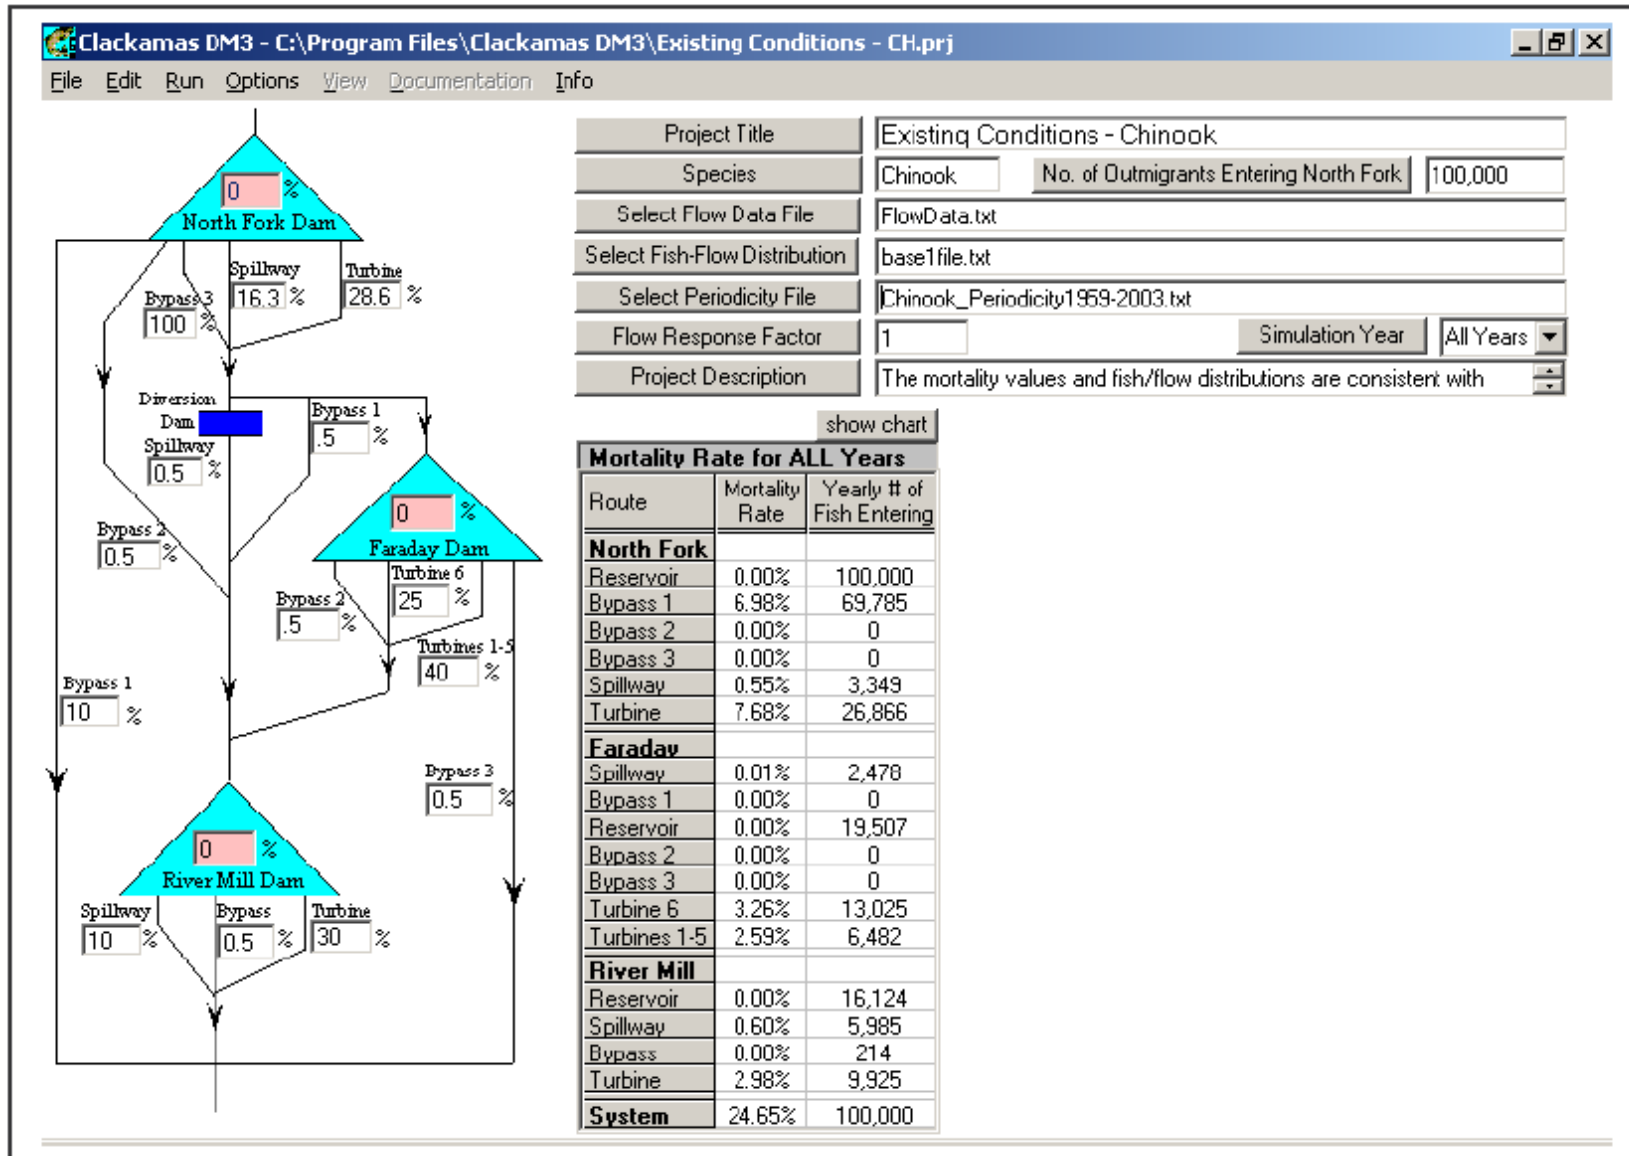 Clackamas DM3 - C:\Program Files\Clackamas DM3\Existing Conditions - CH.prj
File Edit Run Options View Documentation Info
0 %
North Fork Dam
Spillway
16.3 %
Turbine
28.6 %
Bypass 3
100 %
Diversion
Dam
Spillway
0.5 %
Bypass 1
.5 %
Bypass 2
0.5 %
0 %
Faraday Dam
Turbine 6
25 %
Bypass 2
.5 %
Turbines 1-5
40 %
Bypass 1
10 %
Bypass 3
0.5 %
0 %
River Mill Dam
Spillway
10 %
Bypass
0.5 %
Turbine
30 %
Project Title Existing Conditions - Chinook
Species Chinook No. of Outmigrants Entering North Fork 100,000
Select Flow Data File FlowData.txt
Select Fish-Flow Distribution base1file.txt
Select Periodicity File Chinook_Periodicity1959-2003.txt
Flow Response Factor 1 Simulation Year All Years
Project Description The mortality values and fish/flow distributions are consistent with
show chart
Mortality Rate for ALL Years
Route Mortality Rate Yearly # of Fish Entering
North Fork
Reservoir 0.00% 100,000
Bypass 1 6.98% 69,785
Bypass 2 0.00% 0
Bypass 3 0.00% 0
Spillway 0.55% 3,349
Turbine 7.68% 26,866
Faraday
Spillway 0.01% 2,478
Bypass 1 0.00% 0
Reservoir 0.00% 19,507
Bypass 2 0.00% 0
Bypass 3 0.00% 0
Turbine 6 3.26% 13,025
Turbines 1-5 2.59% 6,482
River Mill
Reservoir 0.00% 16,124
Spillway 0.60% 5,985
Bypass 0.00% 214
Turbine 2.98% 9,925
System 24.65% 100,000